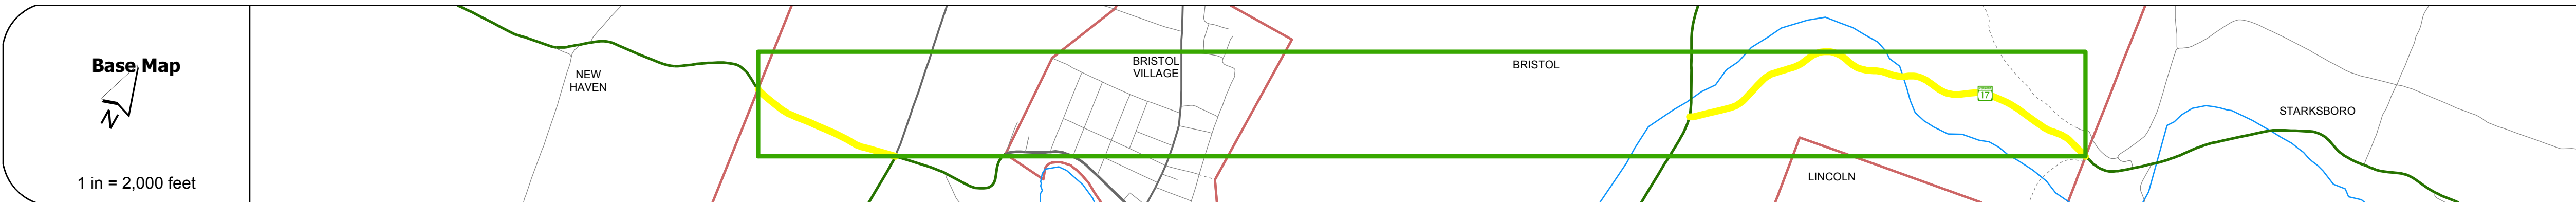 Base Map
N
1 in = 2,000 feet
NEW
HAVEN
BRISTOL
VILLAGE
BRISTOL
17
LINCOLN
STARKSBORO